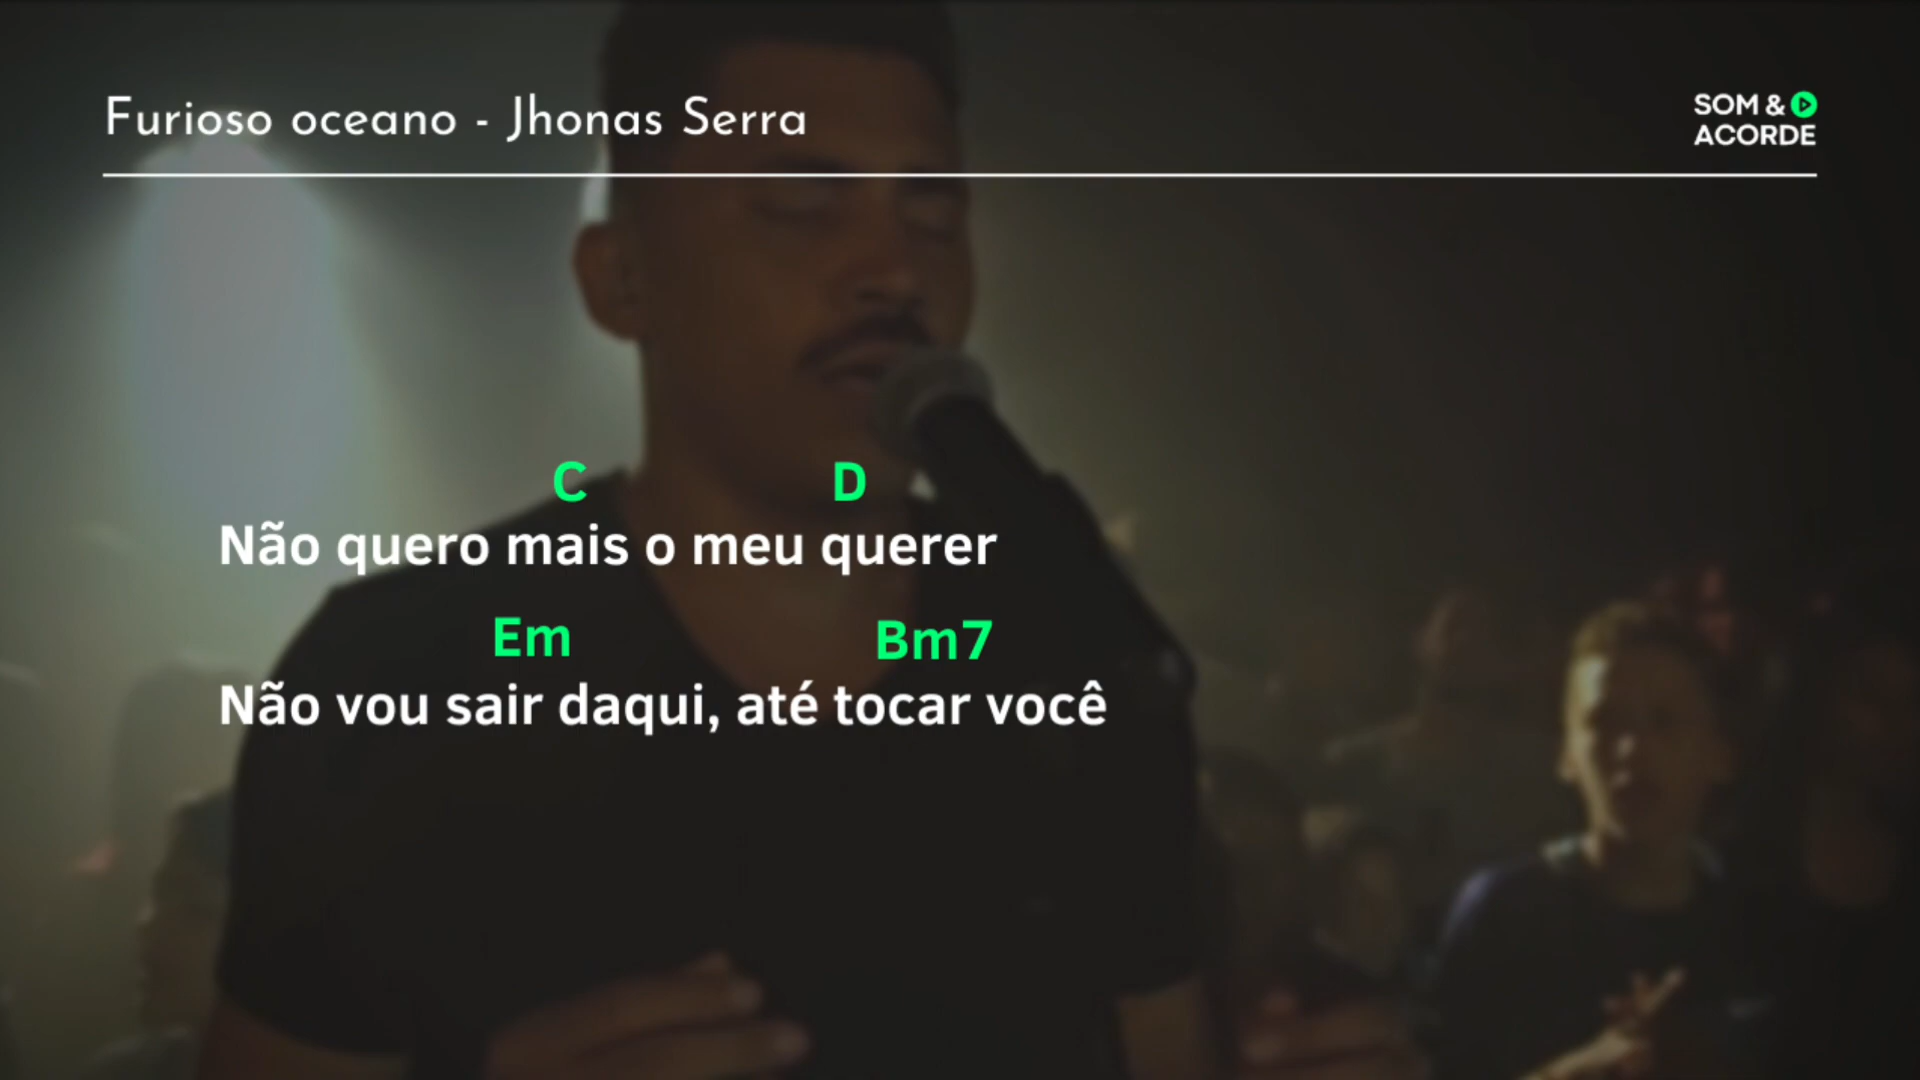 Furioso oceano - Jhonas Serra
SOM &
ACORDE
C D
Não quero mais o meu querer
Em Bm7
Não vou sair daqui, até tocar você